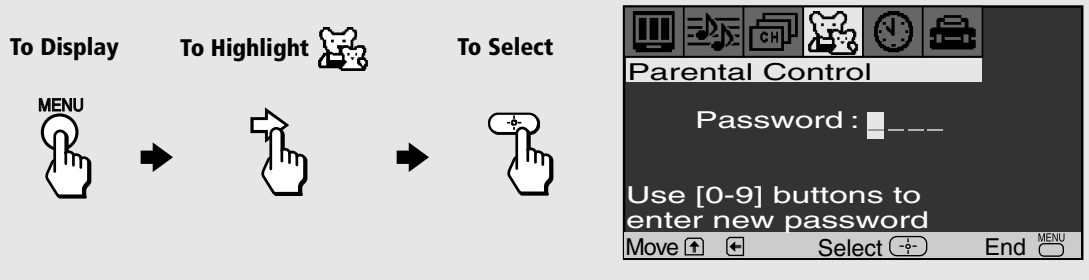 To Display
To Highlight
To Select
MENU
CH
Parental Control
Password : _ _ _ _
Use [0-9] buttons to
enter new password
Move Select End MENU